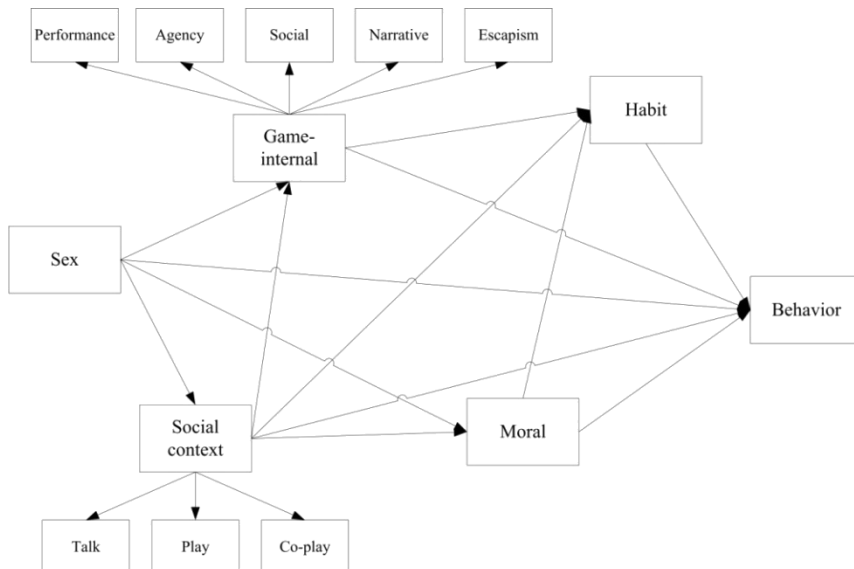 Performance
Agency
Social
Narrative
Escapism
Game-
internal
Habit
Sex
Behavior
Social
context
Moral
Talk
Play
Co-play